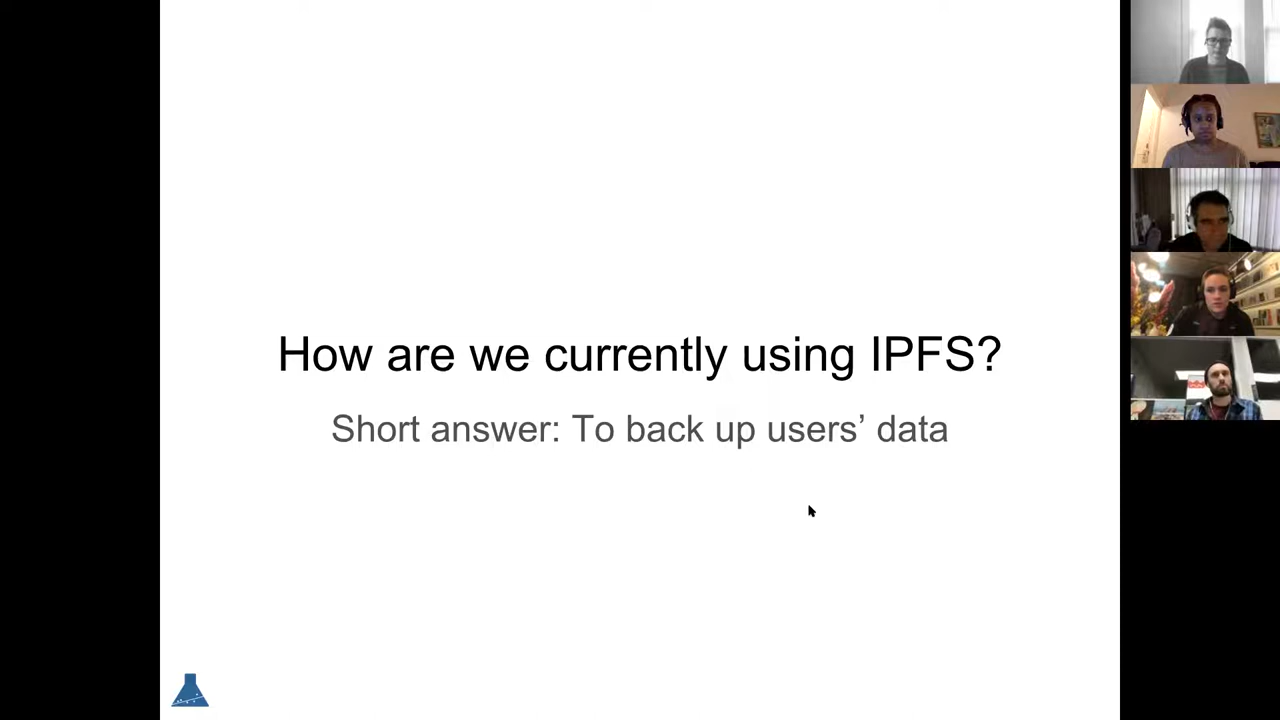 How are we currently using IPFS?
Short answer: To back up users’ data